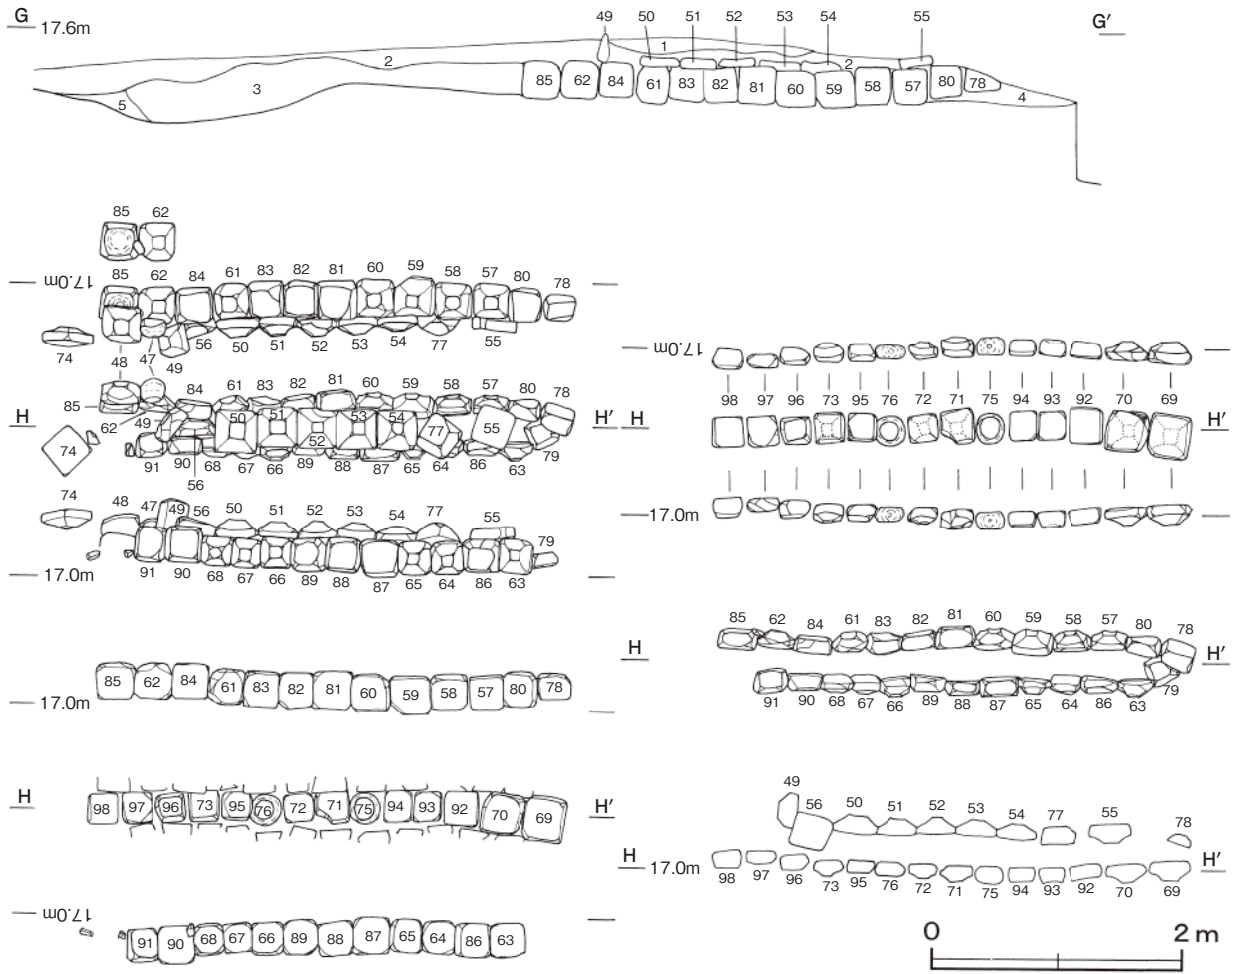 G 17.6m 49 50 51 52 53 54 55 G′
1
2 2
85 62 84 61 83 82 81 60 59 58 57 80 78
3
5 4
85 62
17.0m 85 62 84 61 83 82 81 60 59 58 57 80 78
74 48 47 49 56 50 51 52 53 54 77 55
85 62 49 84 61 83 82 81 60 59 58 57 80 78
H 50 51 52 53 54 77 55 H′
74 91 90 68 67 66 89 88 87 65 64 86 63 79
56
74 48 47 49 56 50 51 52 53 54 77 55 79
17.0m 91 90 68 67 66 89 88 87 65 64 86 63
85 62 84 61 83 82 81 60 59 58 57 80 78
17.0m
H 98 97 96 73 95 76 72 71 75 94 93 92 70 69 H′
17.0m
91 90 68 67 66 89 88 87 65 64 86 63
17.0m
98 97 96 73 95 76 72 71 75 94 93 92 70 69
H H′
17.0m
85 62 84 61 83 82 81 60 59 58 57 80 78
H H′
91 90 68 67 66 89 88 87 65 64 86 63 79
49 56 50 51 52 53 54 77 55 78
H 17.0m H′
98 97 96 73 95 76 72 71 75 94 93 92 70 69
0 2 m